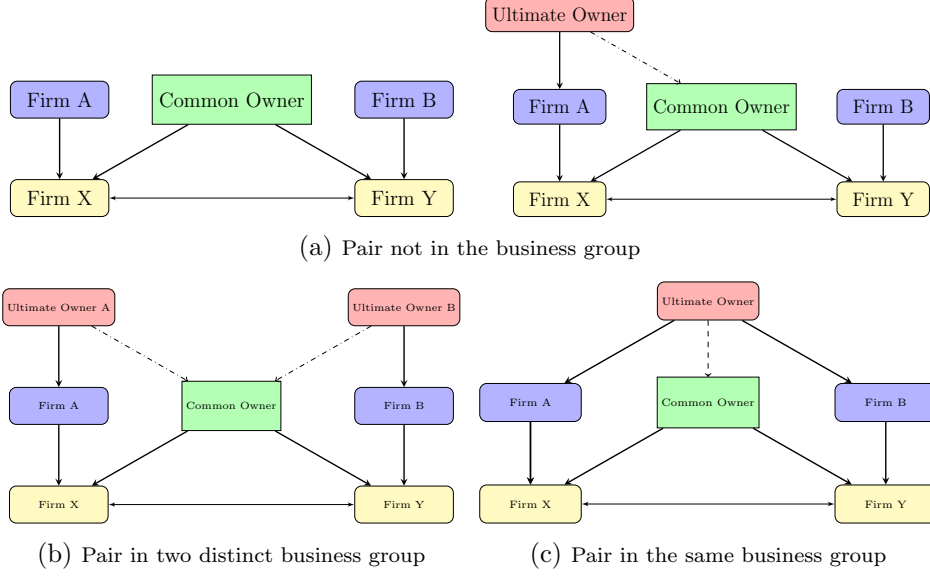 Ultimate Owner
Firm A
Common Owner
Firm B
Firm A
Common Owner
Firm B
Firm X
Firm Y
Firm X
Firm Y
(a) Pair not in the business group
Ultimate Owner A
Ultimate Owner B
Firm A
Common Owner
Firm B
Firm X
Firm Y
(b) Pair in two distinct business group
Ultimate Owner
Firm A
Common Owner
Firm B
Firm X
Firm Y
(c) Pair in the same business group